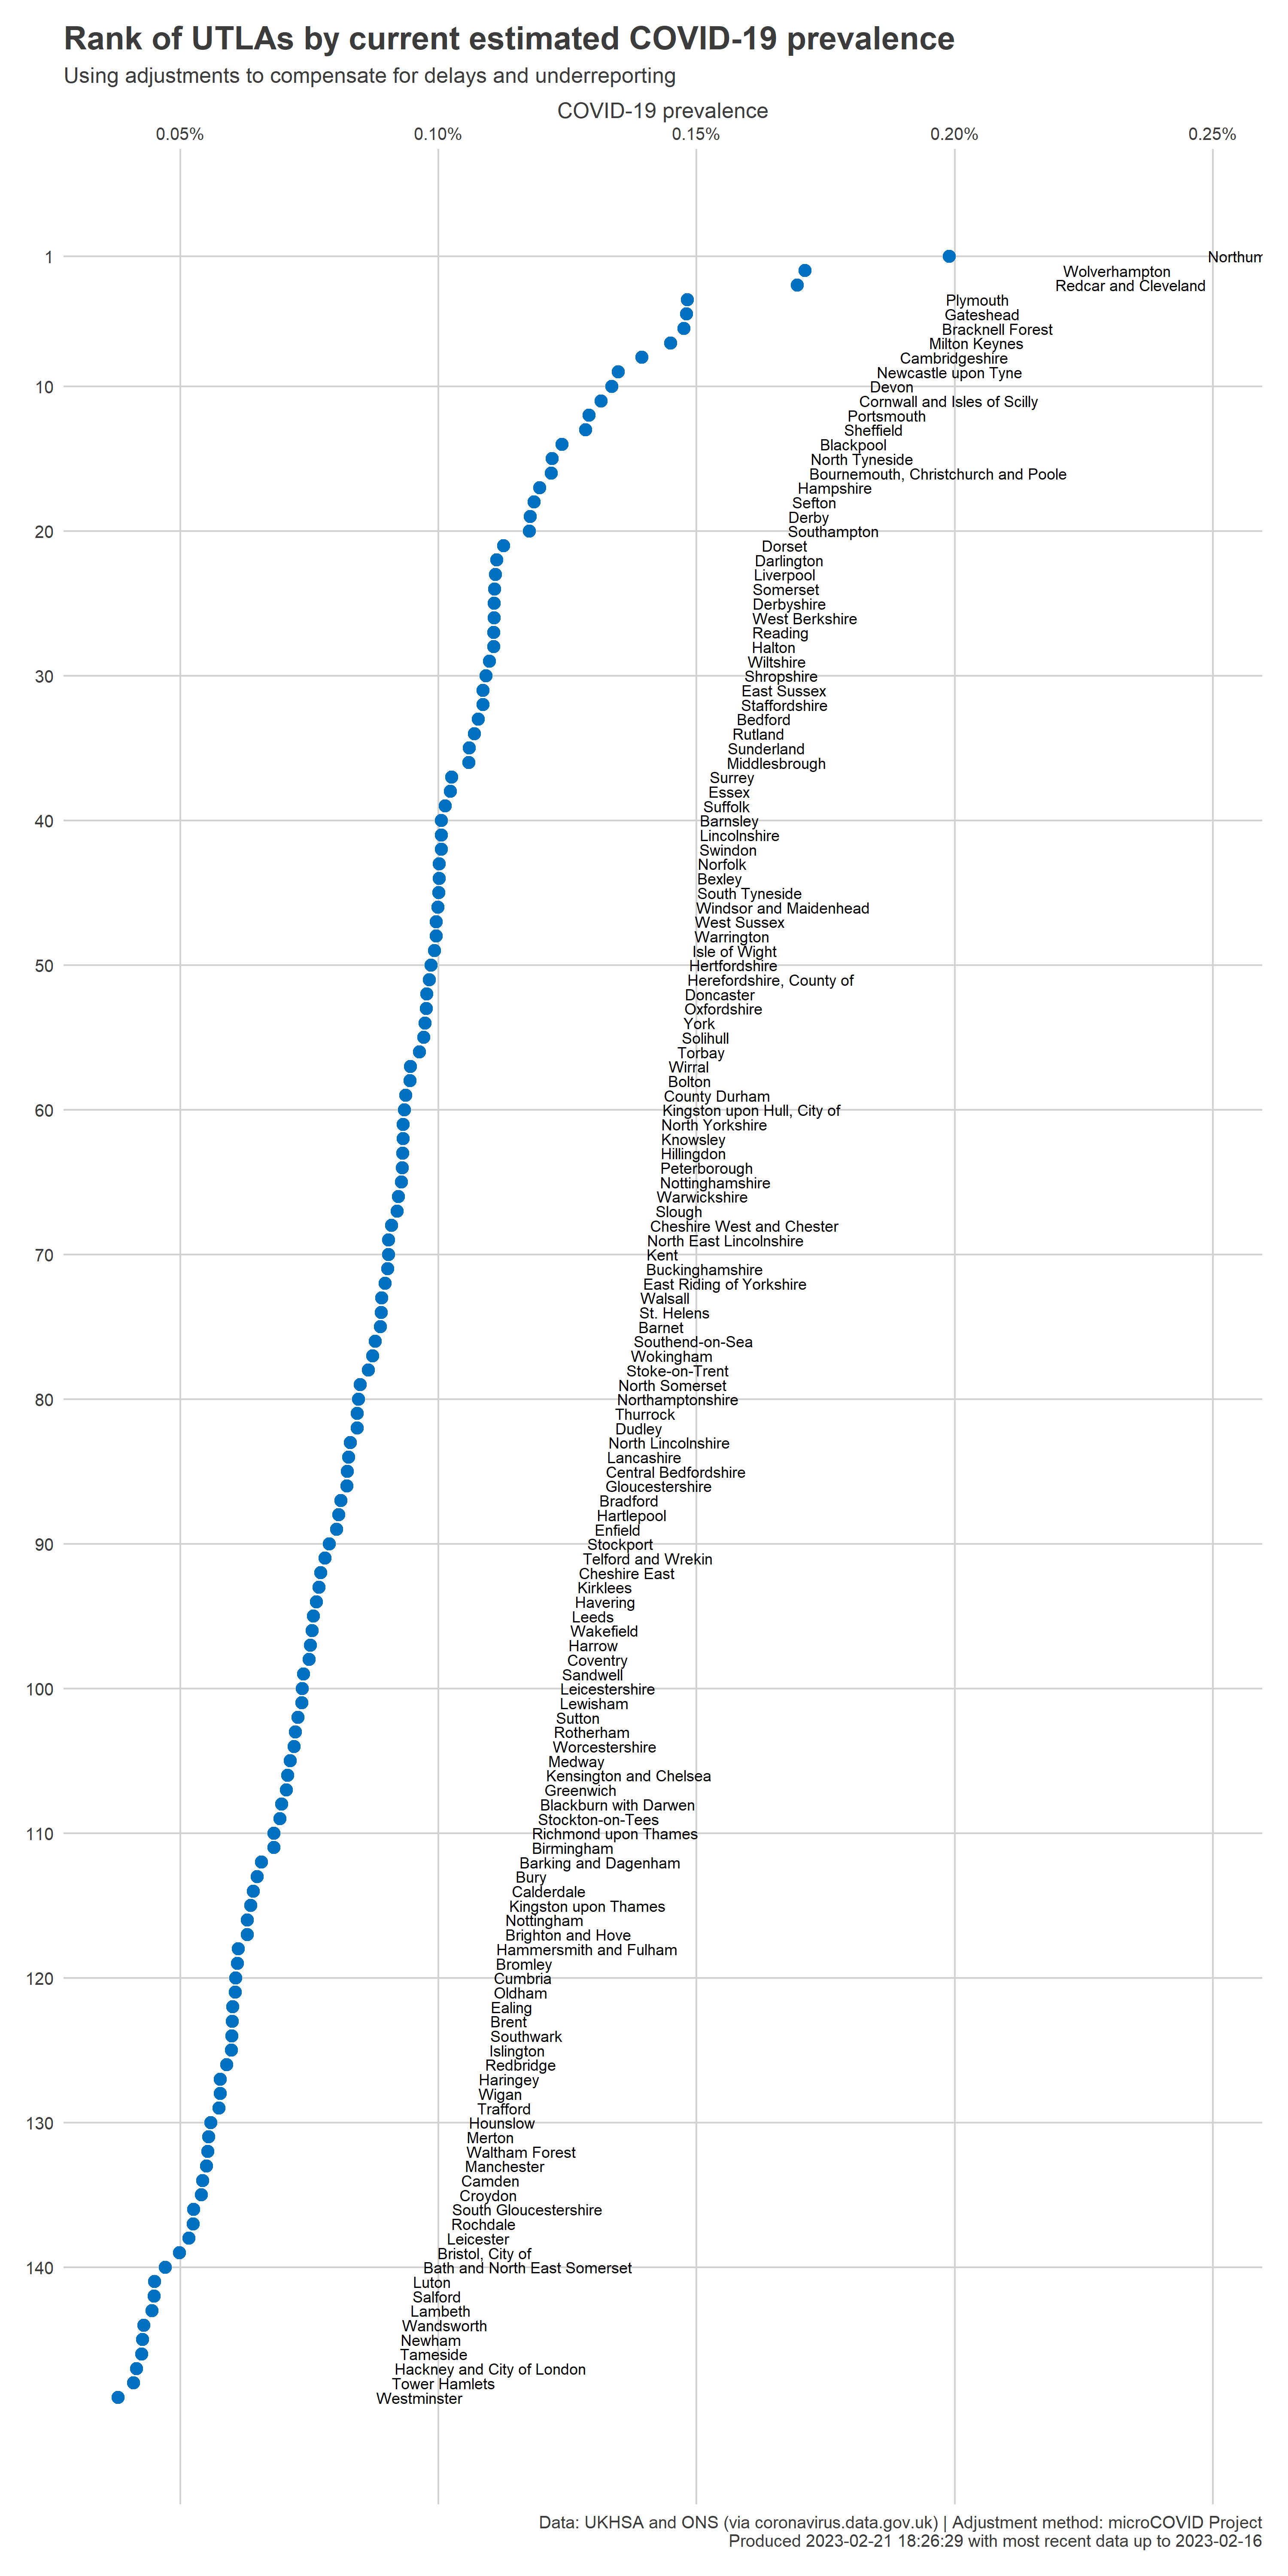 Rank of UTLAs by current estimated COVID-19 prevalence
Using adjustments to compensate for delays and underreporting
COVID-19 prevalence
0.05% 0.10% 0.15% 0.20% 0.25%
1 Northum
Wolverhampton
Redcar and Cleveland
Plymouth
Gateshead
Bracknell Forest
Milton Keynes
Cambridgeshire
Newcastle upon Tyne
10 Devon
Cornwall and Isles of Scilly
Portsmouth
Sheffield
Blackpool
North Tyneside
Bournemouth, Christchurch and Poole
Hampshire
Sefton
Derby
20 Southampton
Dorset
Darlington
Liverpool
Somerset
Derbyshire
West Berkshire
Reading
Halton
Wiltshire
30 Shropshire
East Sussex
Staffordshire
Bedford
Rutland
Sunderland
Middlesbrough
Surrey
Essex
Suffolk
40 Barnsley
Lincolnshire
Swindon
Norfolk
Bexley
South Tyneside
Windsor and Maidenhead
West Sussex
Warrington
Isle of Wight
50 Hertfordshire
Herefordshire, County of
Doncaster
Oxfordshire
York
Solihull
Torbay
Wirral
Bolton
County Durham
60 Kingston upon Hull, City of
North Yorkshire
Knowsley
Hillingdon
Peterborough
Nottinghamshire
Warwickshire
Slough
Cheshire West and Chester
North East Lincolnshire
70 Kent
Buckinghamshire
East Riding of Yorkshire
Walsall
St. Helens
Barnet
Southend-on-Sea
Wokingham
Stoke-on-Trent
North Somerset
80 Northamptonshire
Thurrock
Dudley
North Lincolnshire
Lancashire
Central Bedfordshire
Gloucestershire
Bradford
Hartlepool
Enfield
90 Stockport
Telford and Wrekin
Cheshire East
Kirklees
Havering
Leeds
Wakefield
Harrow
Coventry
Sandwell
100 Leicestershire
Lewisham
Sutton
Rotherham
Worcestershire
Medway
Kensington and Chelsea
Greenwich
Blackburn with Darwen
Stockton-on-Tees
110 Richmond upon Thames
Birmingham
Barking and Dagenham
Bury
Calderdale
Kingston upon Thames
Nottingham
Brighton and Hove
Hammersmith and Fulham
Bromley
120 Cumbria
Oldham
Ealing
Brent
Southwark
Islington
Redbridge
Haringey
Wigan
Trafford
130 Hounslow
Merton
Waltham Forest
Manchester
Camden
Croydon
South Gloucestershire
Rochdale
Leicester
Bristol, City of
140 Bath and North East Somerset
Luton
Salford
Lambeth
Wandsworth
Newham
Tameside
Hackney and City of London
Tower Hamlets
Westminster
Data: UKHSA and ONS (via coronavirus.data.gov.uk) | Adjustment method: microCOVID Project
Produced 2023-02-21 18:26:29 with most recent data up to 2023-02-16